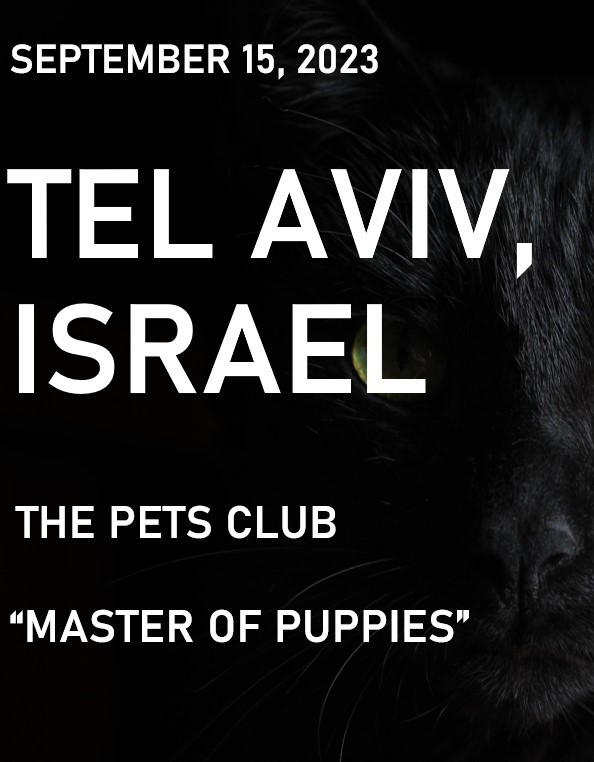 SEPTEMBER 15, 2023
TEL AVIV,
ISRAEL
THE PETS CLUB
“MASTER OF PUPPIES”